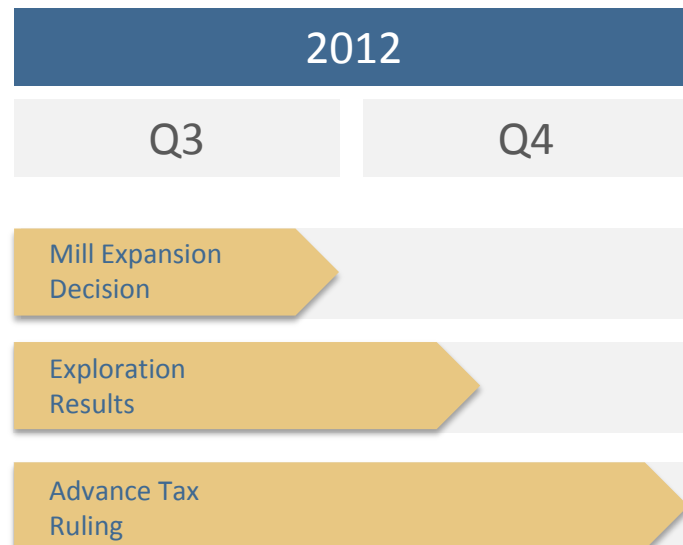 2012
Q3
Q4
Mill Expansion
Decision
Exploration
Results
Advance Tax
Ruling